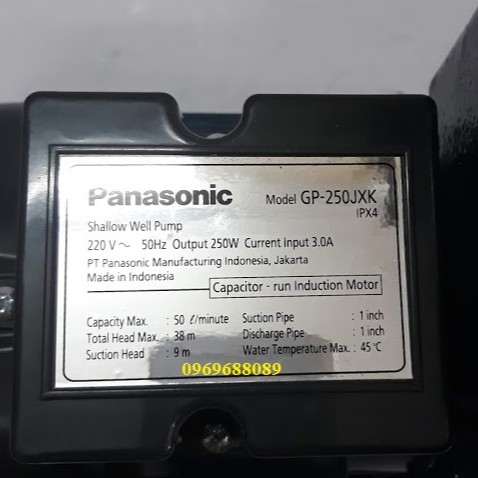 Panasonic Model GP-250JXK
IPX4
Shallow Well Pump
220 V ~ 50Hz Output 250W Current Input 3.0A
PT Panasonic Manufacturing Indonesia, Jakarta
Made in Indonesia
Capacitor - run Induction Motor
Capacity Max. : 50 ℓ/minute Suction Pipe : 1 inch
Total Head Max. : 38 m Discharge Pipe : 1 inch
Suction Head : 9 m Water Temperature Max. : 45 °C
0969688089